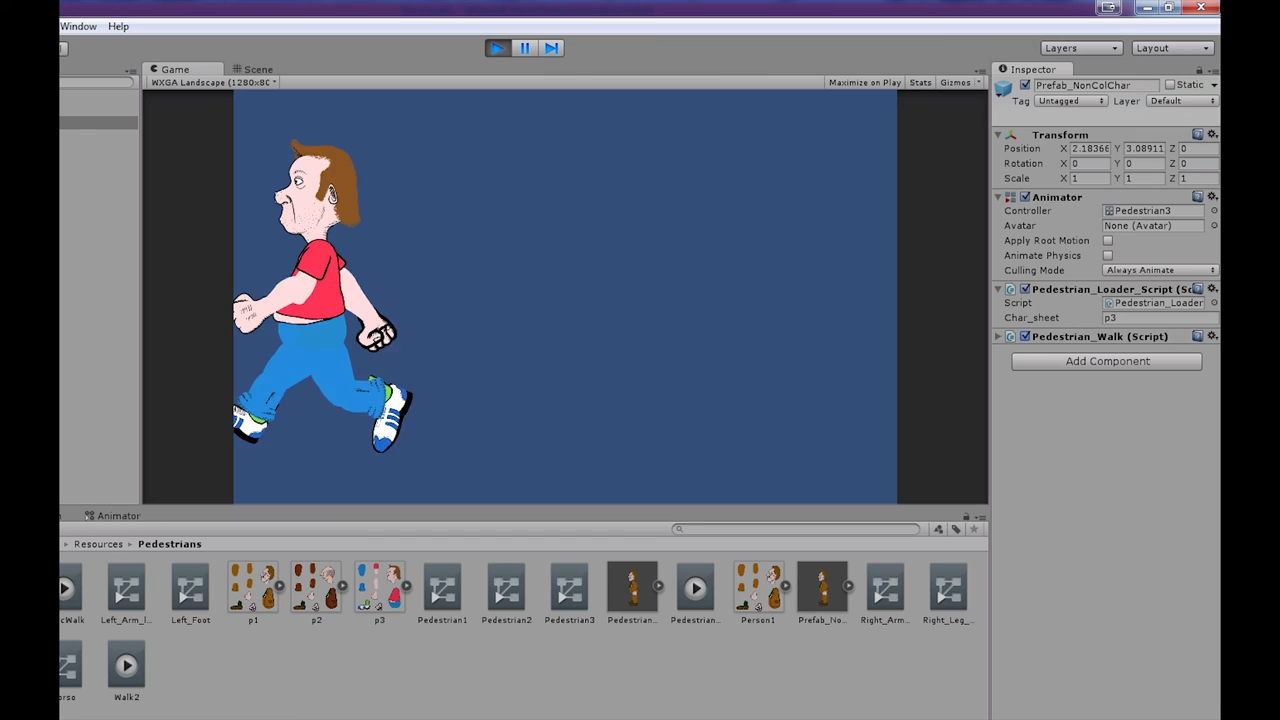 Window Help
Layers Layout
Game Scene Inspector
WXGA Landscape (1280x80 Maximize on Play Stats Gizmos Prefab_NonColChar Static
Tag Untagged Layer Default
Transform
Position X 2.18366 Y 3.08911 Z 0
Rotation X 0 Y 0 Z 0
Scale X 1 Y 1 Z 1
Animator
Controller Pedestrian3
Avatar None (Avatar)
Apply Root Motion
Animate Physics
Culling Mode Always Animate
Pedestrian_Loader_Script (Sc
Script Pedestrian_Loader
Char_sheet p3
Pedestrian_Walk (Script)
Add Component
Animator
Resources Pedestrians
icWalk Left_Arm_l... Left_Foot p1 p2 p3 Pedestrian1 Pedestrian2 Pedestrian3 Pedestrian... Pedestrian... Person1 Prefab_No... Right_Arm... Right_Leg_...
orso Walk2